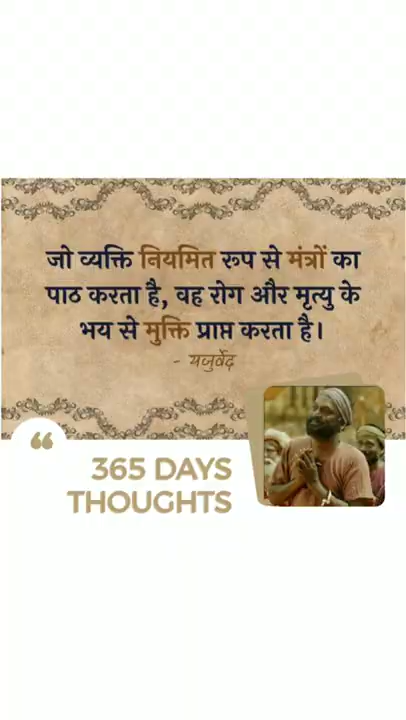 जो व्यक्ति नियमित रूप से मंत्रों का
पाठ करता है, वह रोग और मृत्यु के
भय से मुक्ति प्राप्त करता है।
- यजुर्वेद
365 DAYS
THOUGHTS